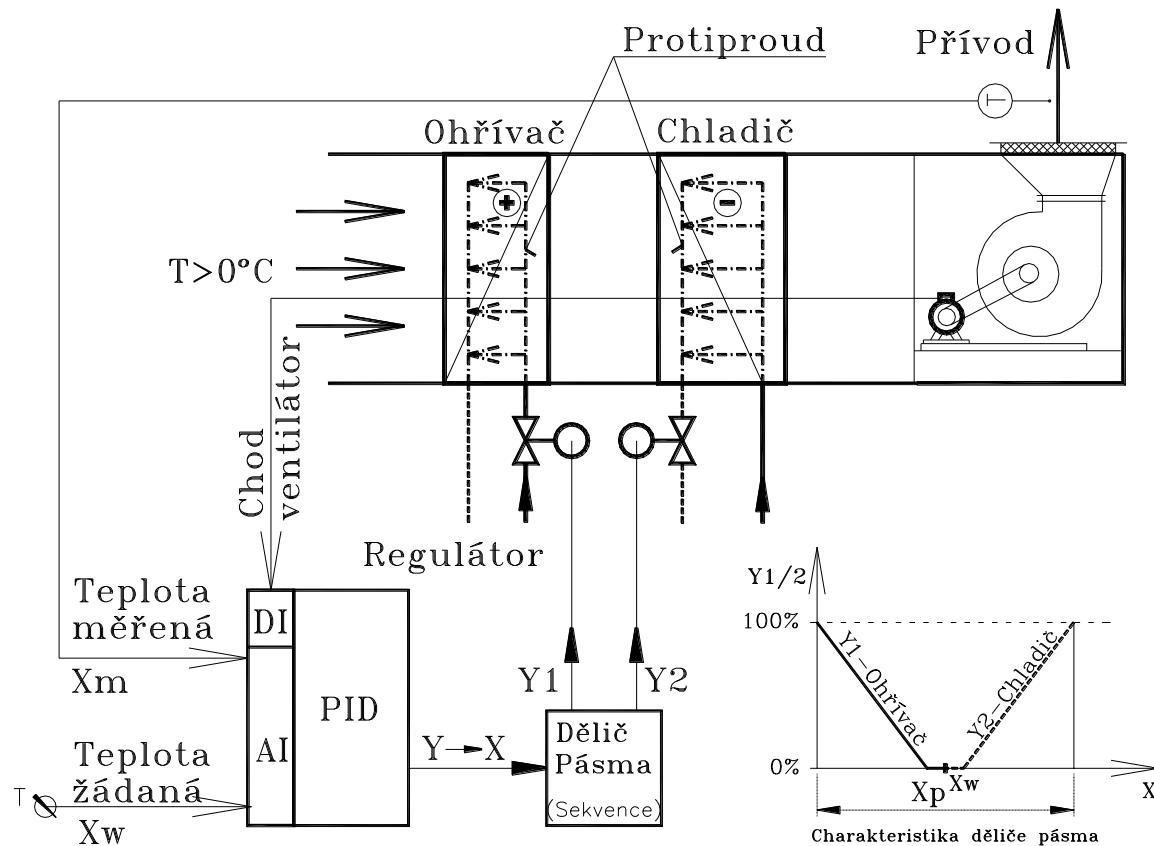 Protiproud
Přívod
T
Ohřívač
Chladič
+
-
T>0°C
Chod
ventilátor
Regulátor
Teplota
měřená
Xm
DI
AI
PID
Teplota
žádaná
T
Xw
Y→X
Y1
Y2
Dělič
Pásma
(Sekvence)
Y1/2
100%
Y1-Ohřívač
Y2-Chladič
0%
Xp
Xw
X
Charakteristika děliče pásma